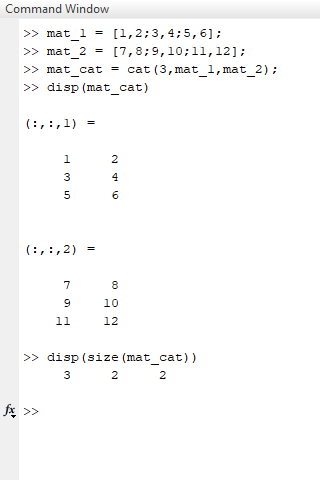 Command Window
>> mat_1 = [1,2;3,4;5,6];
>> mat_2 = [7,8;9,10;11,12];
>> mat_cat = cat(3,mat_1,mat_2);
>> disp(mat_cat)
(:,:,1) =
1 2
3 4
5 6
(:,:,2) =
7 8
9 10
11 12
>> disp(size(mat_cat))
3 2 2
fx >>